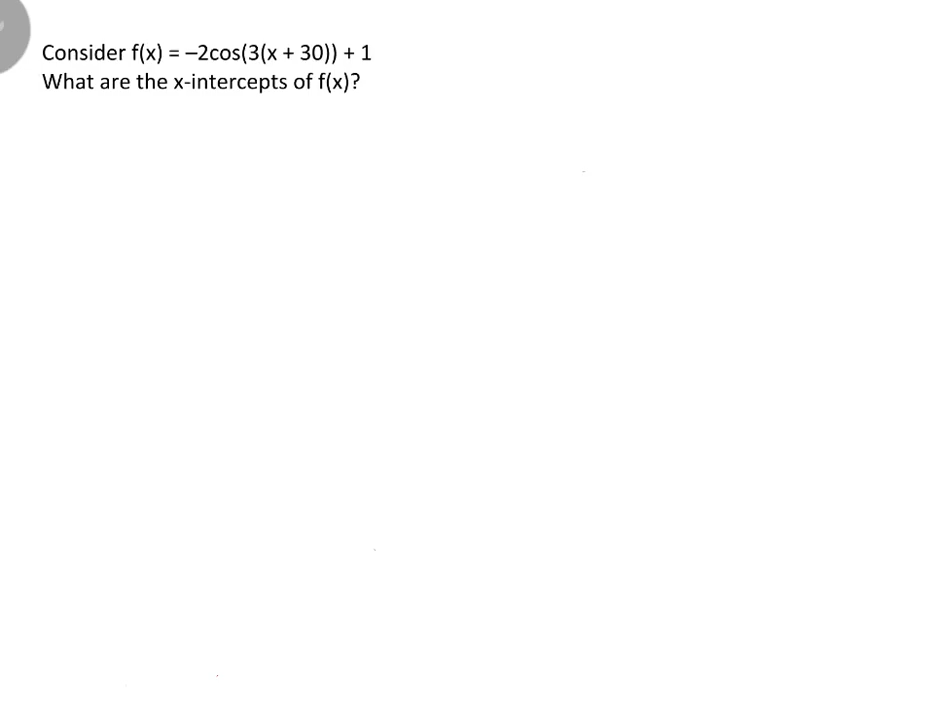 Consider f(x) = –2cos(3(x + 30)) + 1
What are the x-intercepts of f(x)?